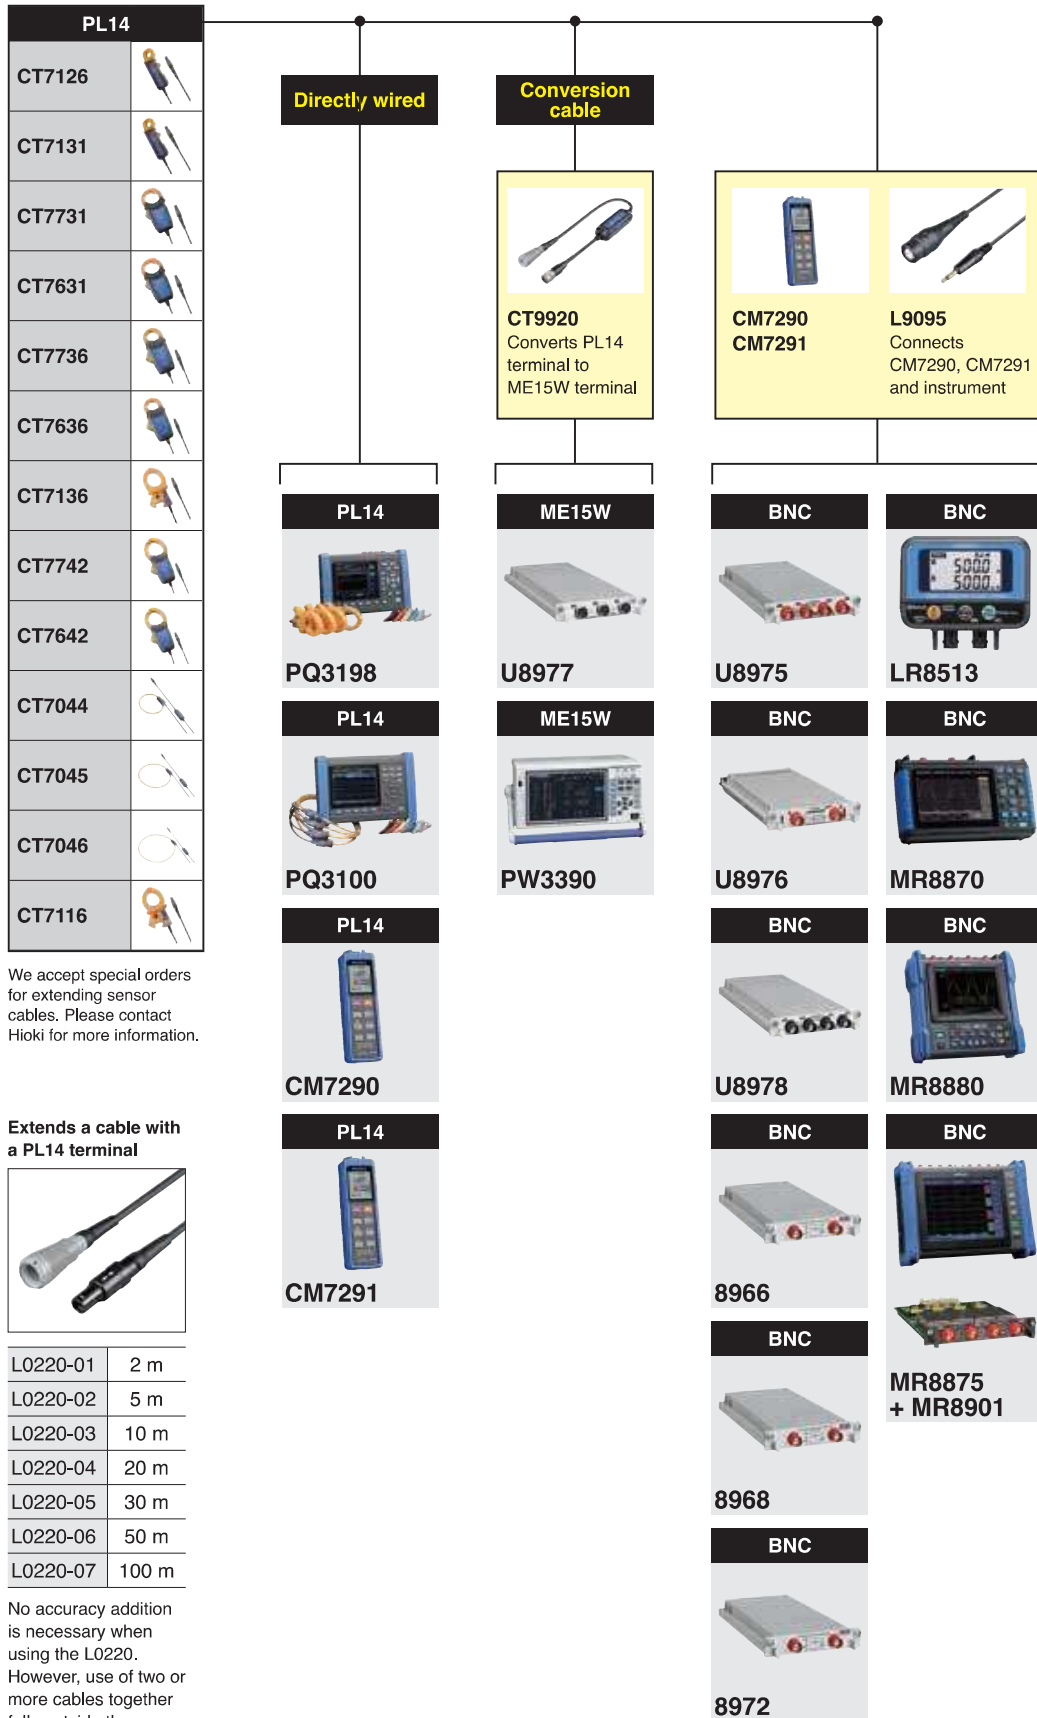 PL14
CT7126
CT7131
CT7731
CT7631
CT7736
CT7636
CT7136
CT7742
CT7642
CT7044
CT7045
CT7046
CT7116
We accept special orders
for extending sensor
cables. Please contact
Hioki for more information.
Extends a cable with
a PL14 terminal
L0220-01 2 m
L0220-02 5 m
L0220-03 10 m
L0220-04 20 m
L0220-05 30 m
L0220-06 50 m
L0220-07 100 m
No accuracy addition
is necessary when
using the L0220.
However, use of two or
more cables together
Directly wired
PL14
PQ3198
PL14
PQ3100
PL14
CM7290
PL14
CM7291
Conversion
cable
CT9920
Converts PL14
terminal to
ME15W terminal
ME15W
U8977
ME15W
PW3390
CM7290
CM7291
L9095
Connects
CM7290, CM7291
and instrument
BNC
U8975
BNC
U8976
BNC
U8978
BNC
8966
BNC
8968
BNC
8972
BNC
500.0
500.0
LR8513
BNC
MR8870
BNC
MR8880
BNC
MR8875
+ MR8901